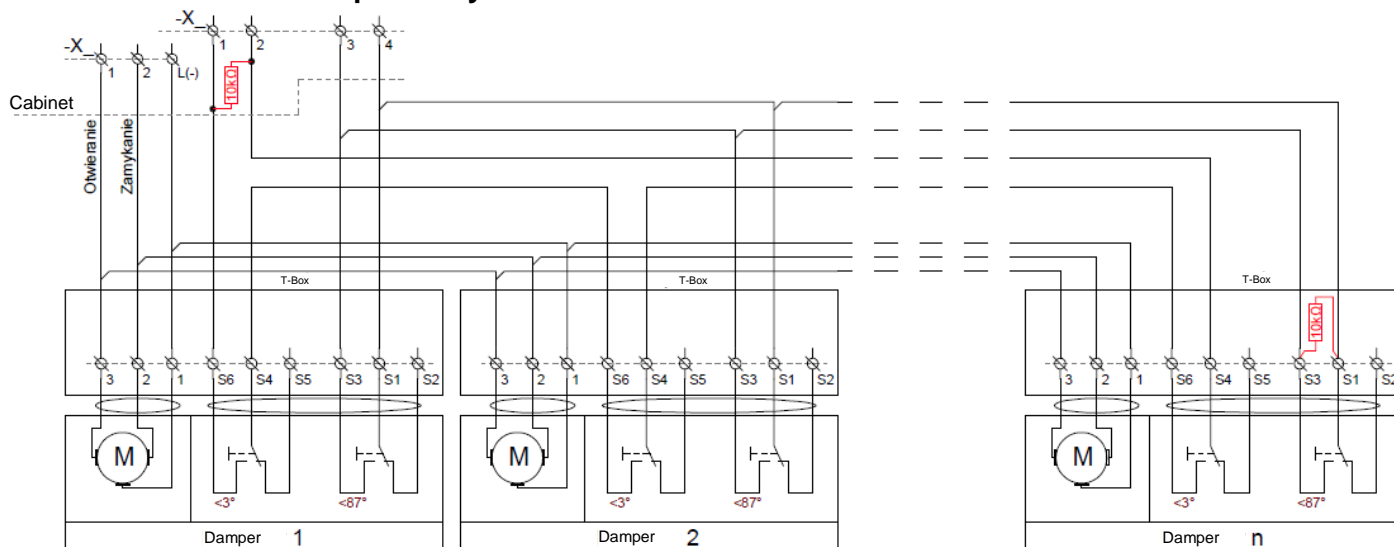 -X_
1
2
3
4
-X_
1
2
L(-)
10kΩ
Cabinet
Otwieranie
Zamykanie
T-Box
T-Box
T-Box
10kΩ
3
2
1
S6
S4
S5
S3
S1
S2
3
2
1
S6
S4
S5
S3
S1
S2
3
2
1
S6
S4
S5
S3
S1
S2
M
<3°
<87°
M
<3°
<87°
M
<3°
<87°
Damper 1
Damper 2
Damper n